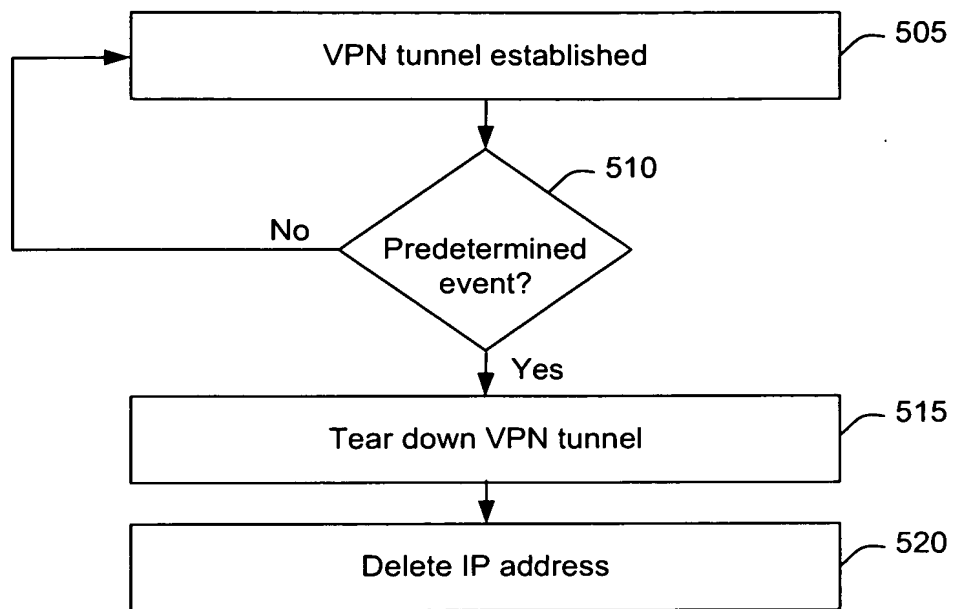 VPN tunnel established
505
510
Predetermined
event?
No
Yes
Tear down VPN tunnel
515
Delete IP address
520